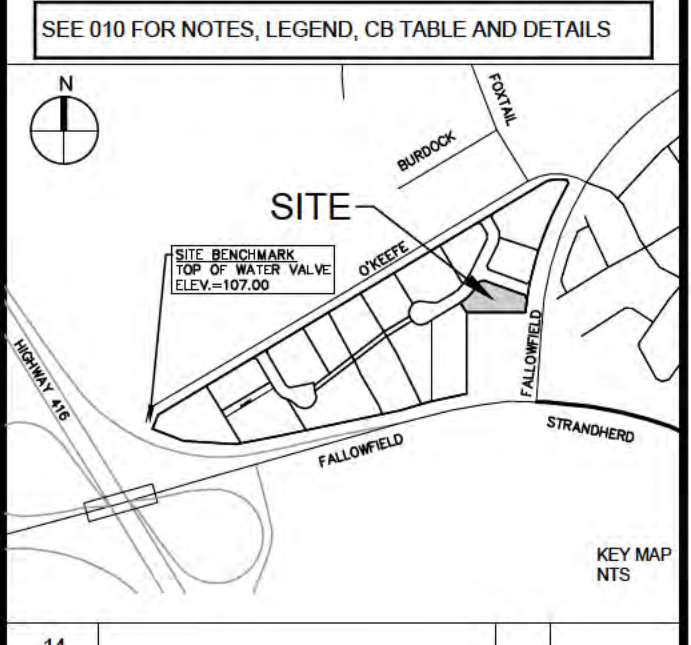 SEE 010 FOR NOTES, LEGEND, CB TABLE AND DETAILS
N
FOXTAIL
BURDOCK
SITE
SITE BENCHMARK
TOP OF WATER VALVE
ELEV.=107.00
O'KEEFE
HIGHWAY 416
FALLOWFIELD
FALLOWFIELD
STRANDHERD
KEY MAP
NTS
14